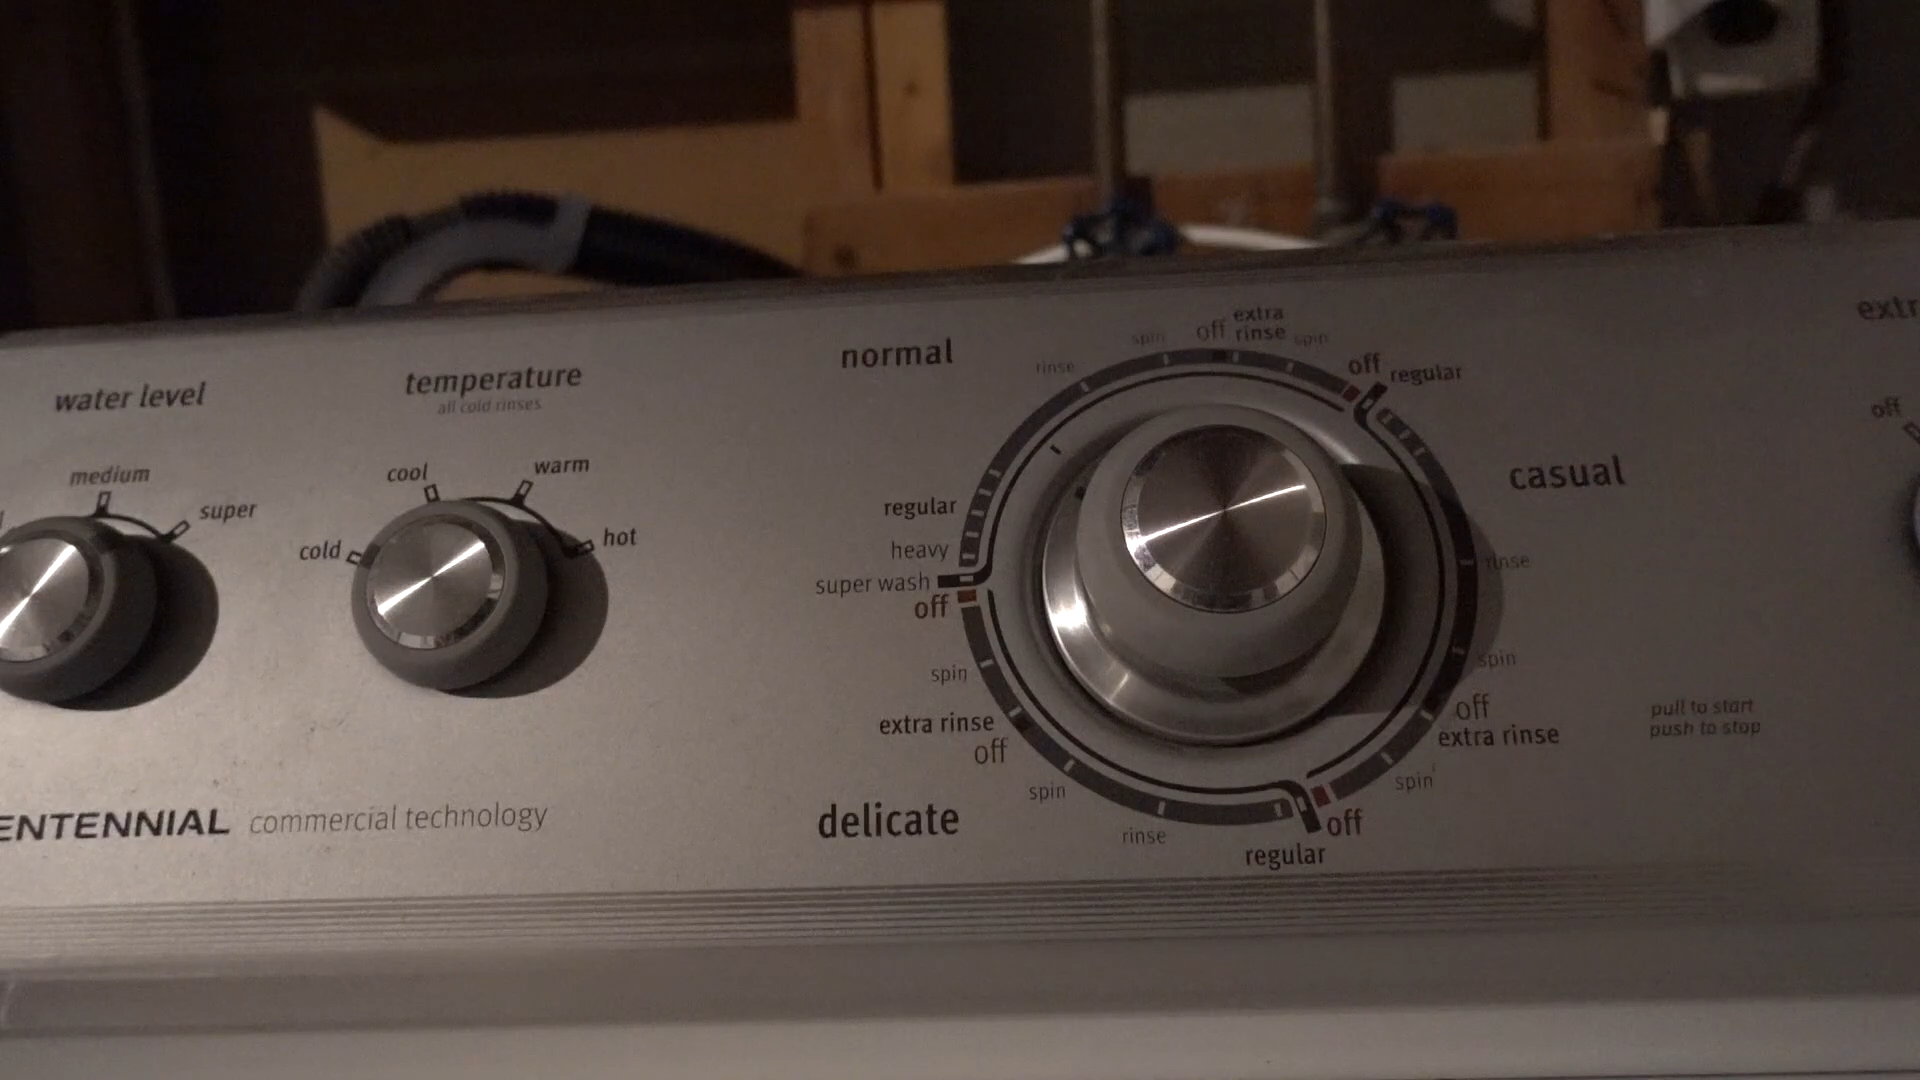 water level
medium
super
temperature
all cold rinses
cold
cool
warm
hot
normal
rinse
spin
off
extra
rinse
spin
off
regular
regular
heavy
super wash
off
spin
extra rinse
off
spin
rinse
delicate
regular
off
spin
off
extra rinse
spin
rinse
casual
pull to start
push to stop
extr
off
ENTENNIAL commercial technology